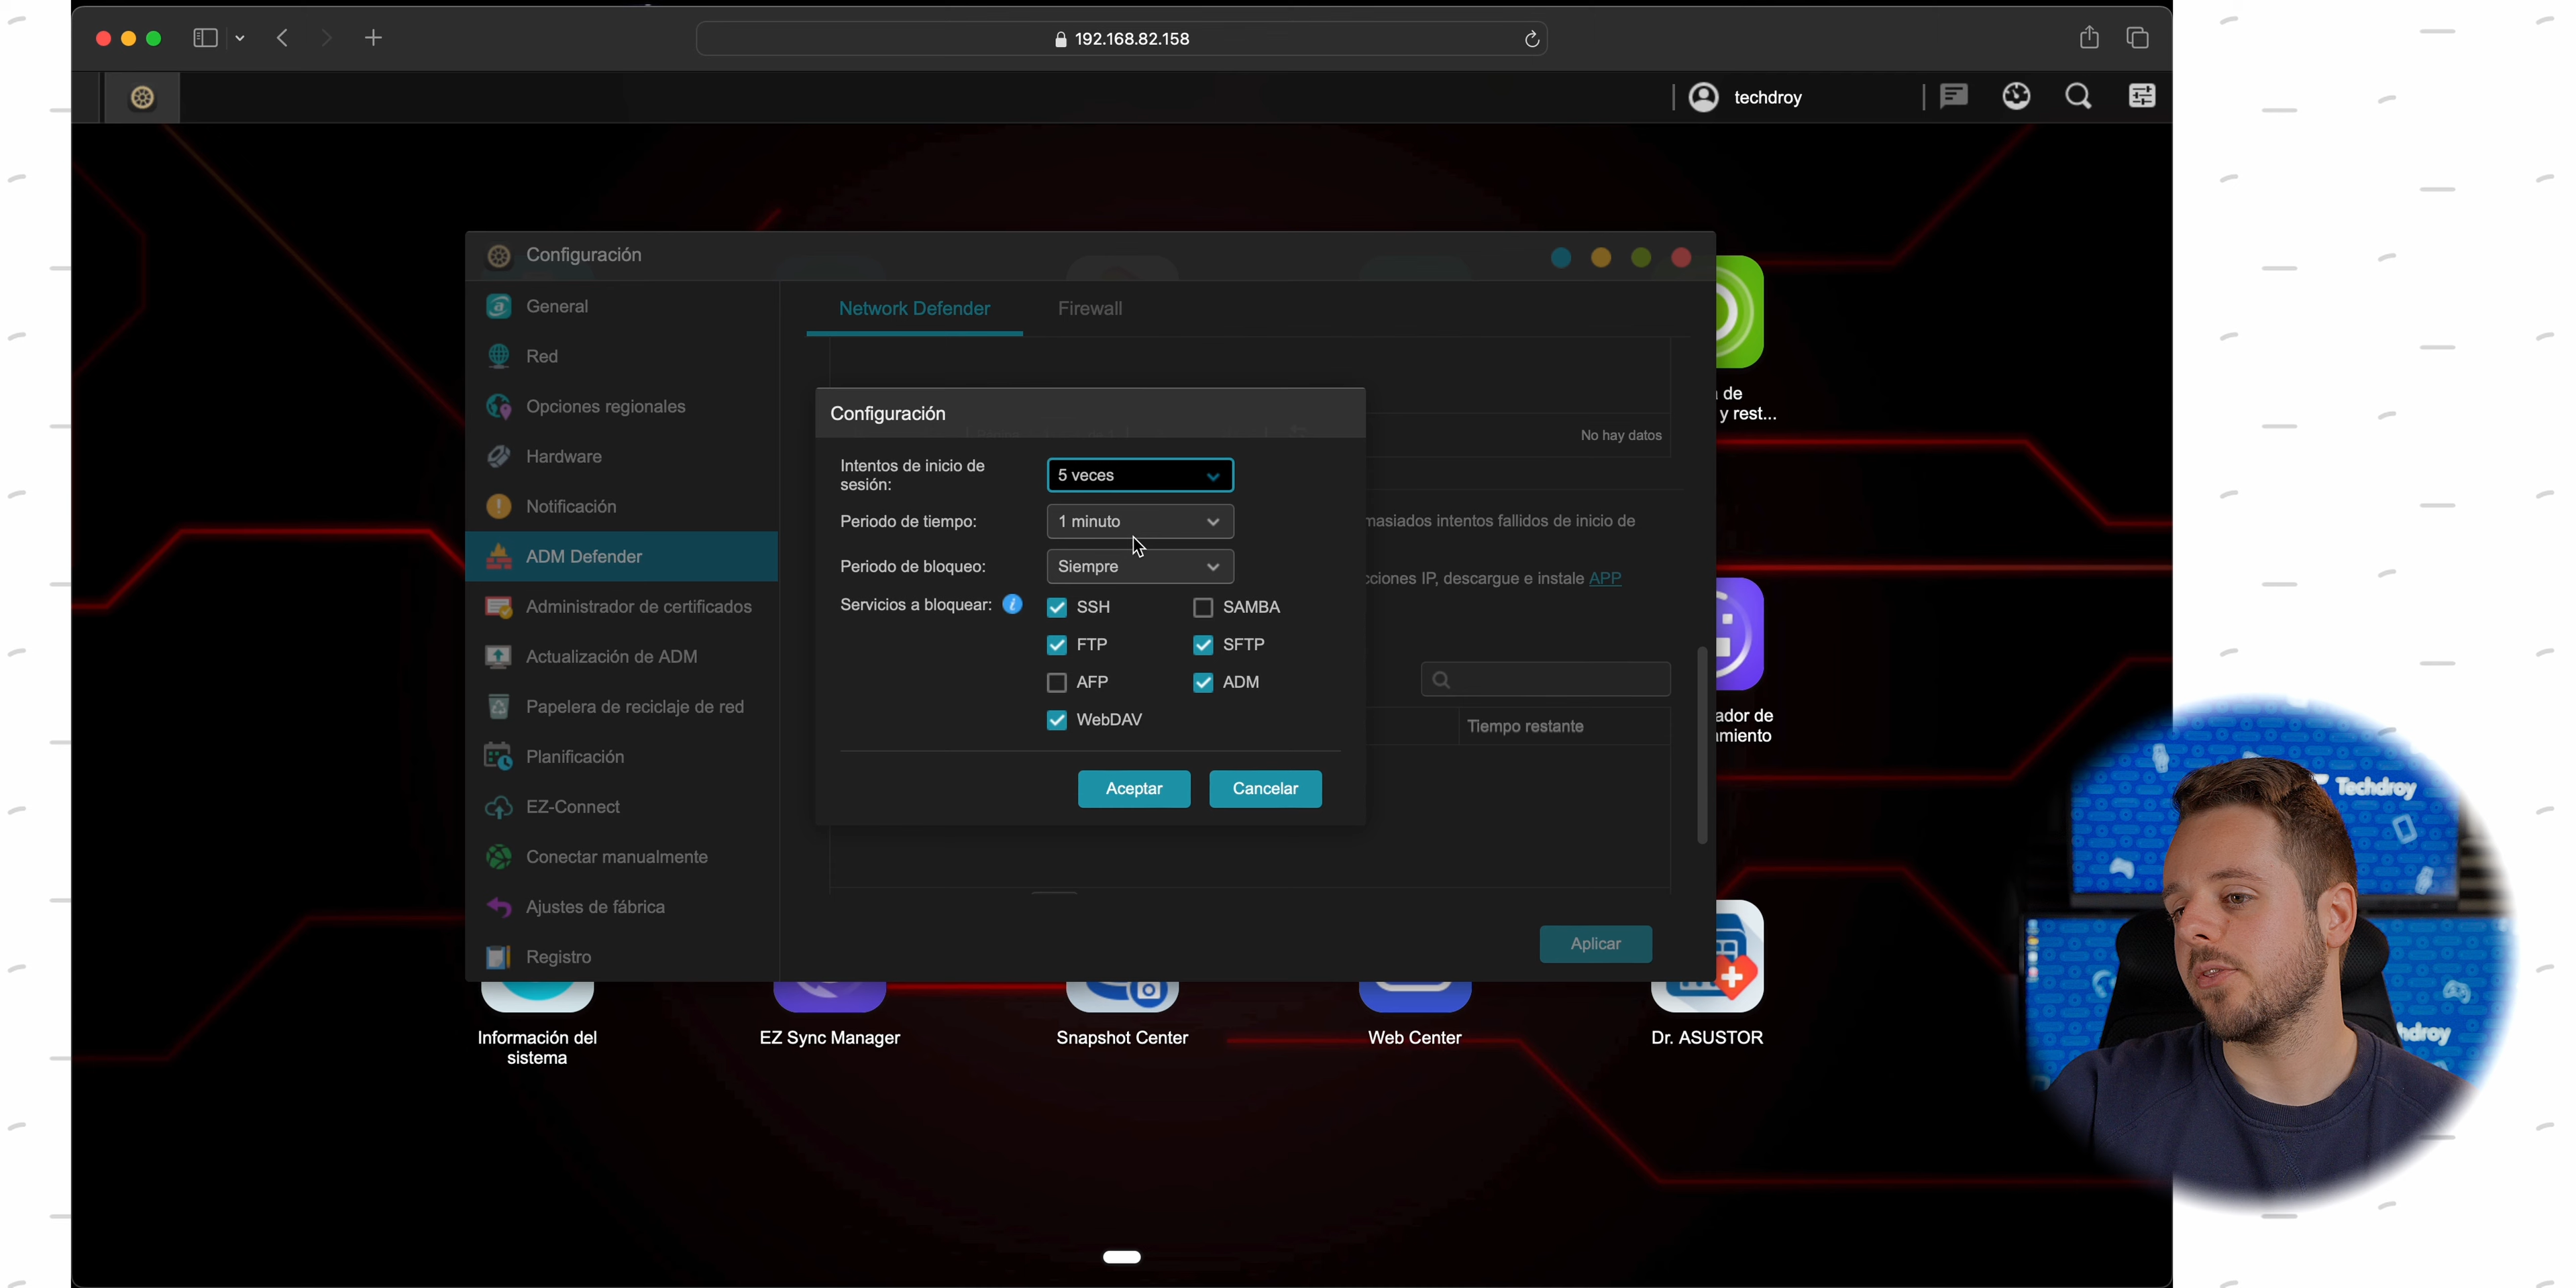 192.168.82.158
techdroy
Configuración
General
Red
Opciones regionales
Hardware
Notificación
ADM Defender
Administrador de certificados
Actualización de ADM
Papelera de reciclaje de red
Planificación
EZ-Connect
Conectar manualmente
Ajustes de fábrica
Registro
Network Defender
Firewall
No hay datos
masiados intentos fallidos de inicio de
cciones IP, descargue e instale APP
Tiempo restante
Aplicar
Configuración
Intentos de inicio de
sesión:
5 veces
Periodo de tiempo:
1 minuto
Periodo de bloqueo:
Siempre
Servicios a bloquear:
SSH
SAMBA
FTP
SFTP
AFP
ADM
WebDAV
Aceptar
Cancelar
de
y rest...
ador de
amiento
Información del
sistema
EZ Sync Manager
Snapshot Center
Web Center
Dr. ASUSTOR
Techdroy
hdroy